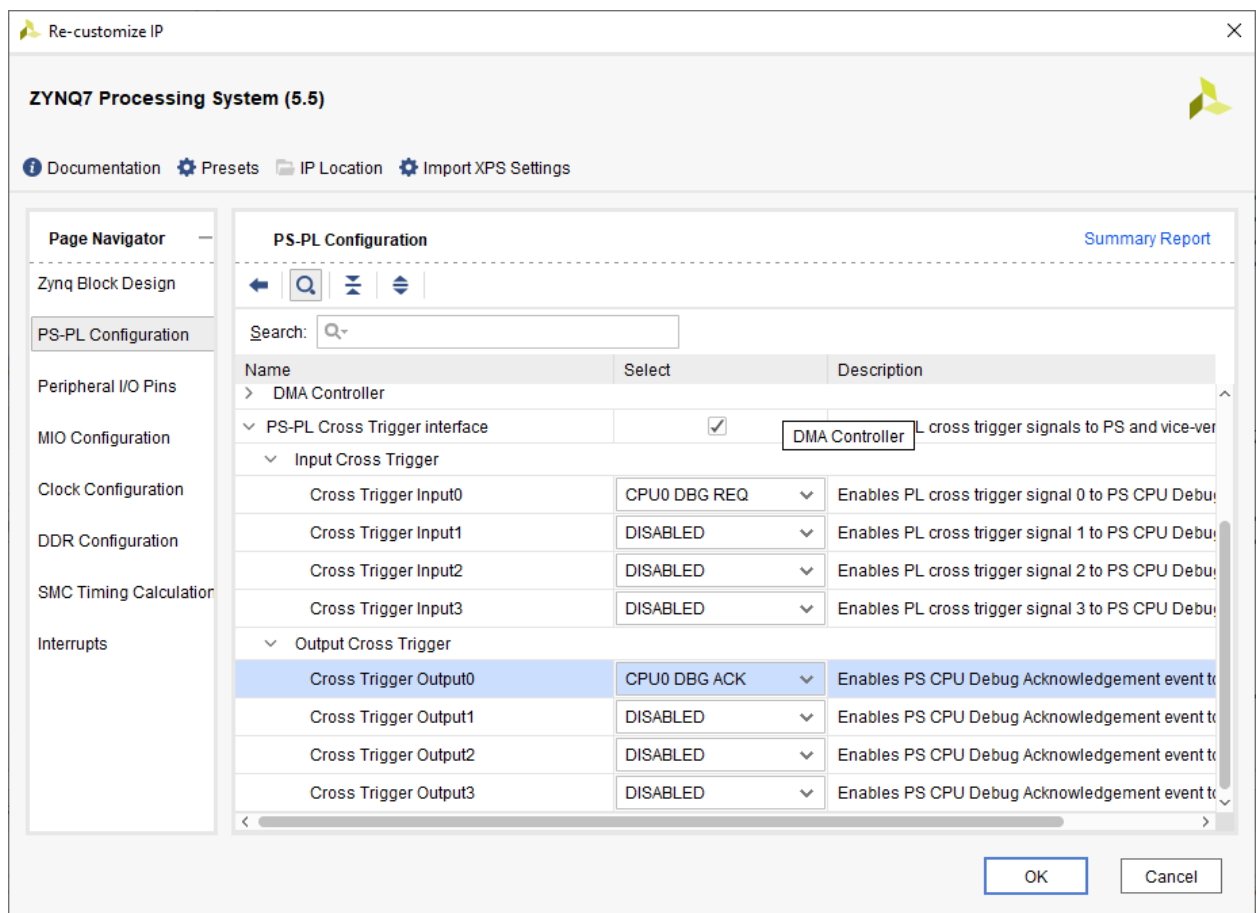 Re-customize IP
ZYNQ7 Processing System (5.5)
Documentation Presets IP Location Import XPS Settings
Page Navigator
Zynq Block Design
PS-PL Configuration
Peripheral I/O Pins
MIO Configuration
Clock Configuration
DDR Configuration
SMC Timing Calculation
Interrupts
PS-PL Configuration Summary Report
Search:
Name Select Description
DMA Controller
PS-PL Cross Trigger interface L cross trigger signals to PS and vice-ver
DMA Controller
Input Cross Trigger
Cross Trigger Input0 CPU0 DBG REQ Enables PL cross trigger signal 0 to PS CPU Debu
Cross Trigger Input1 DISABLED Enables PL cross trigger signal 1 to PS CPU Debu
Cross Trigger Input2 DISABLED Enables PL cross trigger signal 2 to PS CPU Debu
Cross Trigger Input3 DISABLED Enables PL cross trigger signal 3 to PS CPU Debu
Output Cross Trigger
Cross Trigger Output0 CPU0 DBG ACK Enables PS CPU Debug Acknowledgement event to
Cross Trigger Output1 DISABLED Enables PS CPU Debug Acknowledgement event to
Cross Trigger Output2 DISABLED Enables PS CPU Debug Acknowledgement event to
Cross Trigger Output3 DISABLED Enables PS CPU Debug Acknowledgement event to
OK Cancel